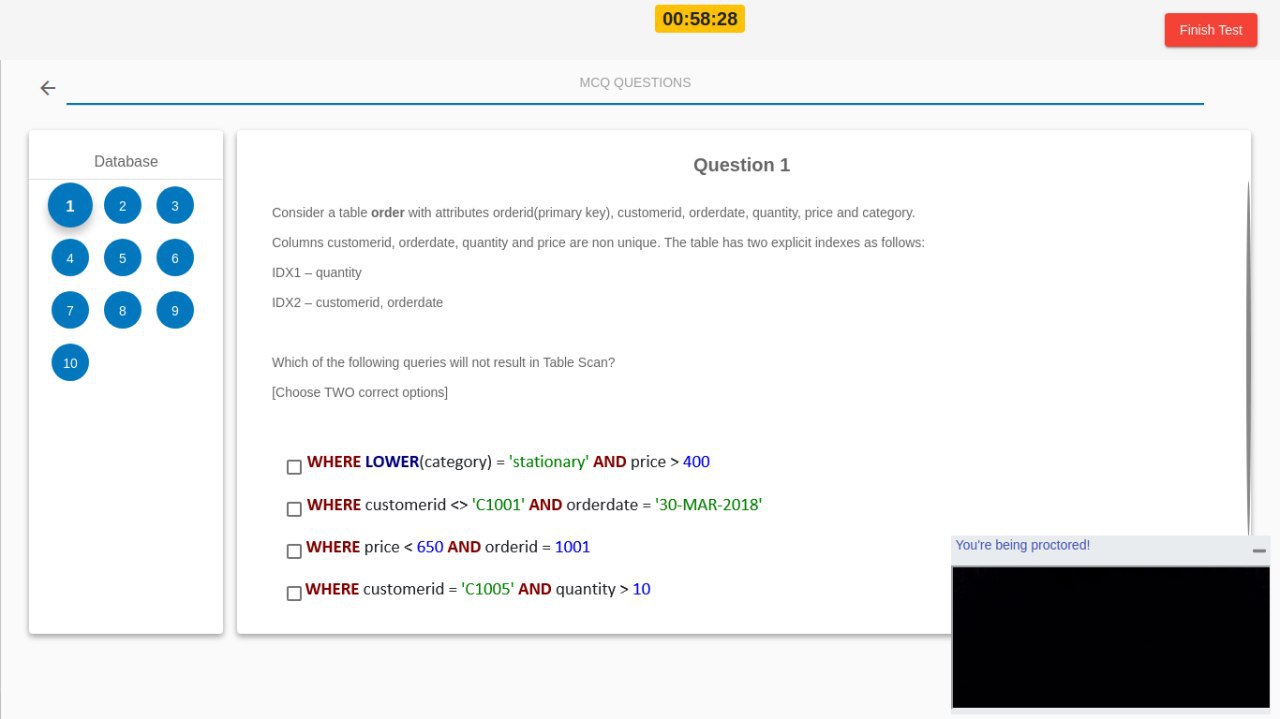 00:58:28
Finish Test
MCQ QUESTIONS
Database
1 2 3
4 5 6
7 8 9
10
Question 1
Consider a table order with attributes orderid(primary key), customerid, orderdate, quantity, price and category.
Columns customerid, orderdate, quantity and price are non unique. The table has two explicit indexes as follows:
IDX1 – quantity
IDX2 – customerid, orderdate
Which of the following queries will not result in Table Scan?
[Choose TWO correct options]
WHERE LOWER(category) = 'stationary' AND price > 400
WHERE customerid <> 'C1001' AND orderdate = '30-MAR-2018'
WHERE price < 650 AND orderid = 1001
WHERE customerid = 'C1005' AND quantity > 10
You're being proctored!